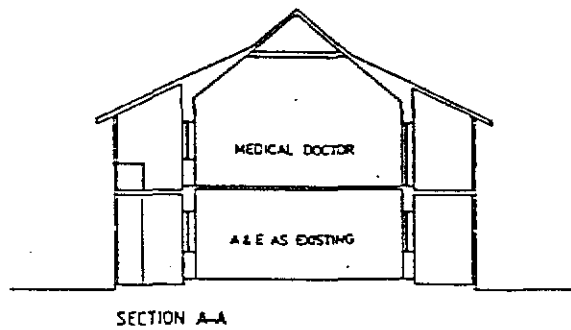 MEDICAL DOCTOR
A & E AS EXISTING
SECTION A-A